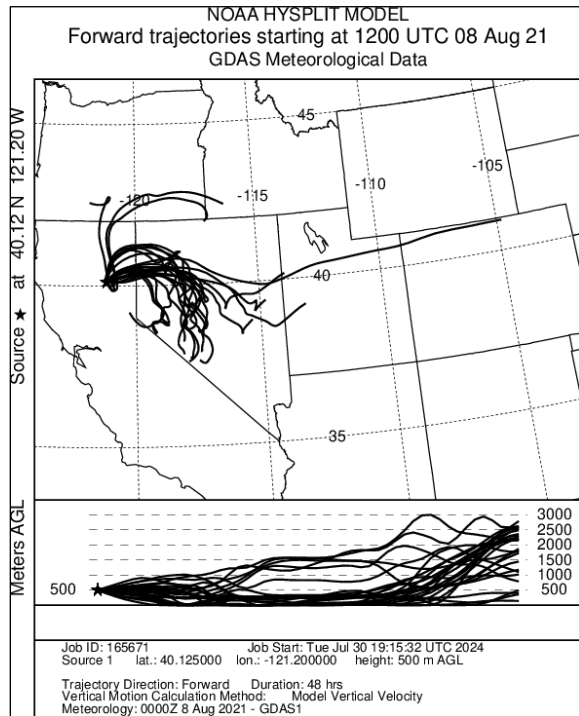 NOAA HYSPLIT MODEL
Forward trajectories starting at 1200 UTC 08 Aug 21
GDAS Meteorological Data
Source ★ at 40.12 N 121.20 W
45
-105
-110
-115
-120
40
35
Meters AGL
500
3000
2500
2000
1500
1000
500
Job ID: 165671 Job Start: Tue Jul 30 19:15:32 UTC 2024
Source 1 lat.: 40.125000 lon.: -121.200000 height: 500 m AGL
Trajectory Direction: Forward Duration: 48 hrs
Vertical Motion Calculation Method: Model Vertical Velocity
Meteorology: 0000Z 8 Aug 2021 - GDAS1